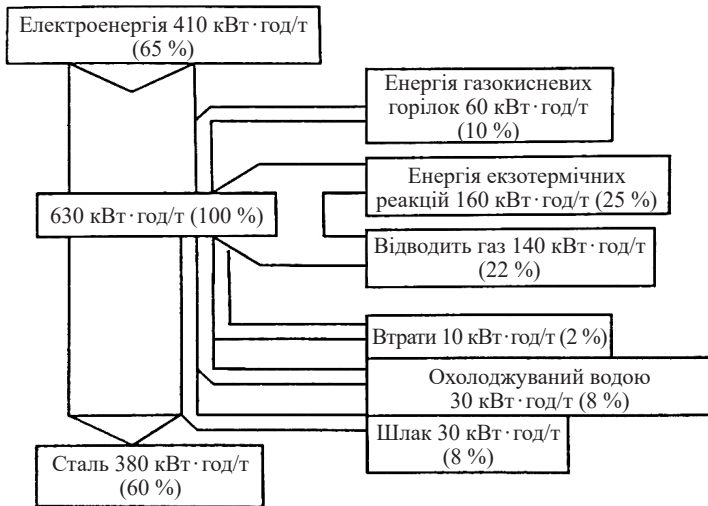 Електроенергія 410 кВт·год/т
(65 %)
Енергія газокисневих
горілок 60 кВт·год/т
(10 %)
Енергія екзотермічних
реакцій 160 кВт·год/т (25 %)
630 кВт·год/т (100 %)
Відводить газ 140 кВт·год/т
(22 %)
Втрати 10 кВт·год/т (2 %)
Охолоджуваний водою
30 кВт·год/т (8 %)
Шлак 30 кВт·год/т
(8 %)
Сталь 380 кВт·год/т
(60 %)